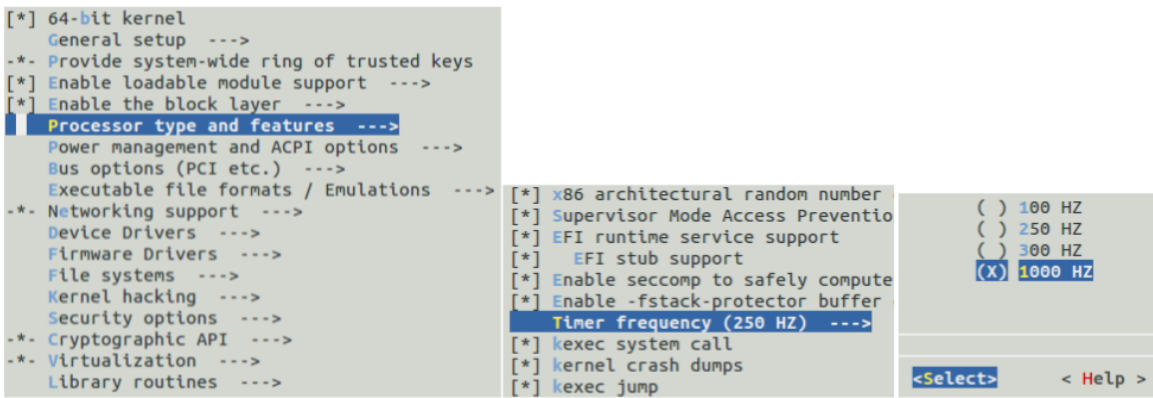 [*] 64-bit kernel
General setup --->
-*- Provide system-wide ring of trusted keys
[*] Enable loadable module support --->
[*] Enable the block layer --->
Processor type and features --->
Power management and ACPI options --->
Bus options (PCI etc.) --->
Executable file formats / Emulations --->
-*- Networking support --->
Device Drivers --->
Firmware Drivers --->
File systems --->
Kernel hacking --->
Security options --->
-*- Cryptographic API --->
-*- Virtualization --->
Library routines --->
[*] x86 architectural random number
[*] Supervisor Mode Access Preventio
[*] EFI runtime service support
[*] EFI stub support
[*] Enable seccomp to safely compute
[*] Enable -fstack-protector buffer
Timer frequency (250 HZ) --->
[*] kexec system call
[*] kernel crash dumps
[*] kexec jump
( ) 100 HZ
( ) 250 HZ
( ) 300 HZ
(X) 1000 HZ
<Select> < Help >